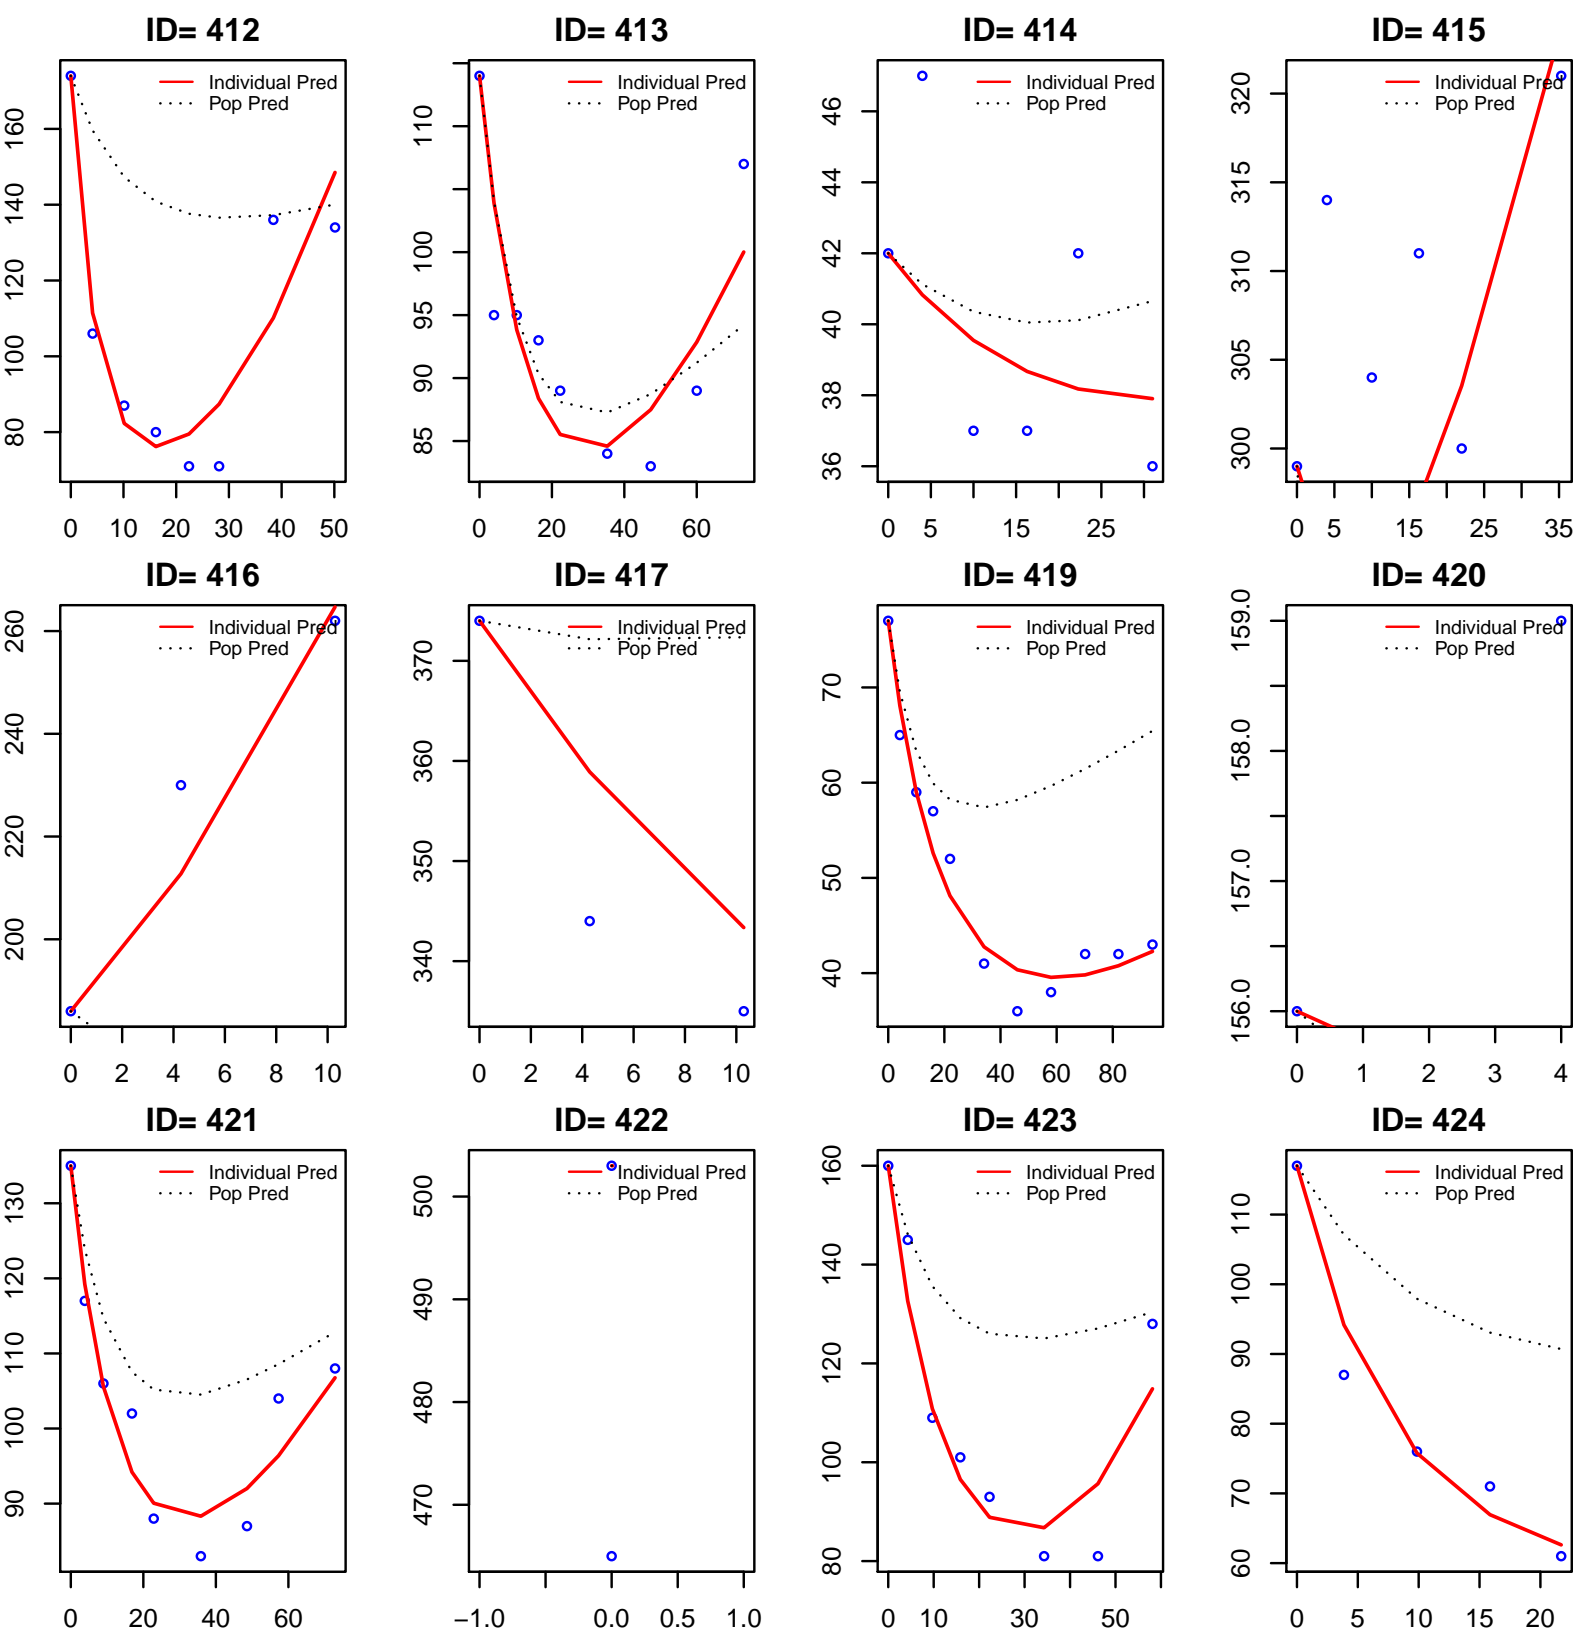 ID= 412
Individual Pred
Pop Pred
80 100 120 140 160
0 10 20 30 40 50
ID= 413
Individual Pred
Pop Pred
85 90 95 100 110
0 20 40 60
ID= 414
Individual Pred
Pop Pred
36 38 40 42 44 46
0 5 15 25
ID= 415
Individual Pred
Pop Pred
300 305 310 315 320
0 5 15 25 35
ID= 416
Individual Pred
Pop Pred
200 220 240 260
0 2 4 6 8 10
ID= 417
Individual Pred
Pop Pred
340 350 360 370
0 2 4 6 8 10
ID= 419
Individual Pred
Pop Pred
40 50 60 70
0 20 40 60 80
ID= 420
Individual Pred
Pop Pred
156.0 157.0 158.0 159.0
0 1 2 3 4
ID= 421
Individual Pred
Pop Pred
90 100 110 120 130
0 20 40 60
ID= 422
Individual Pred
Pop Pred
470 480 490 500
−1.0 0.0 0.5 1.0
ID= 423
Individual Pred
Pop Pred
80 100 120 140 160
0 10 30 50
ID= 424
Individual Pred
Pop Pred
60 70 80 90 100 110
0 5 10 15 20